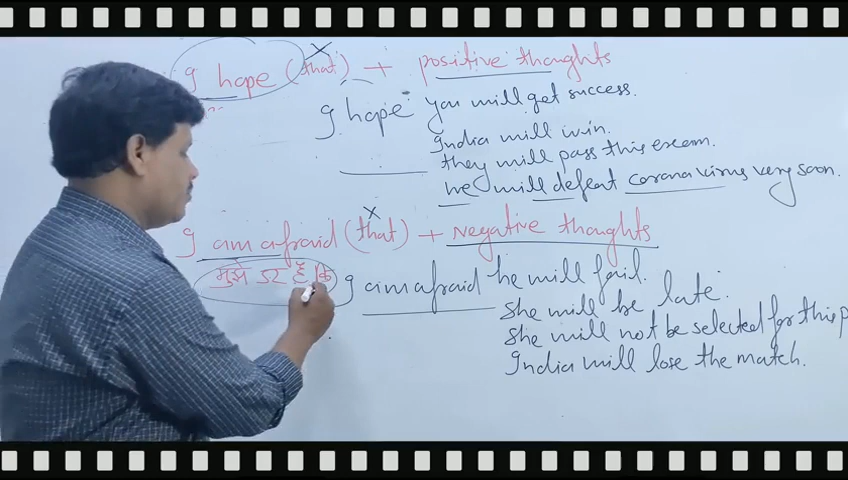 I hope (that) + positive thoughts
I hope you will get success.
India will win.
they will pass this exam.
we will defeat corona virus very soon.
I am afraid (that) + Negative thoughts
मुझे डर है कि
I am afraid he will fail.
She will be late.
She will not be selected for this p
India will lose the match.